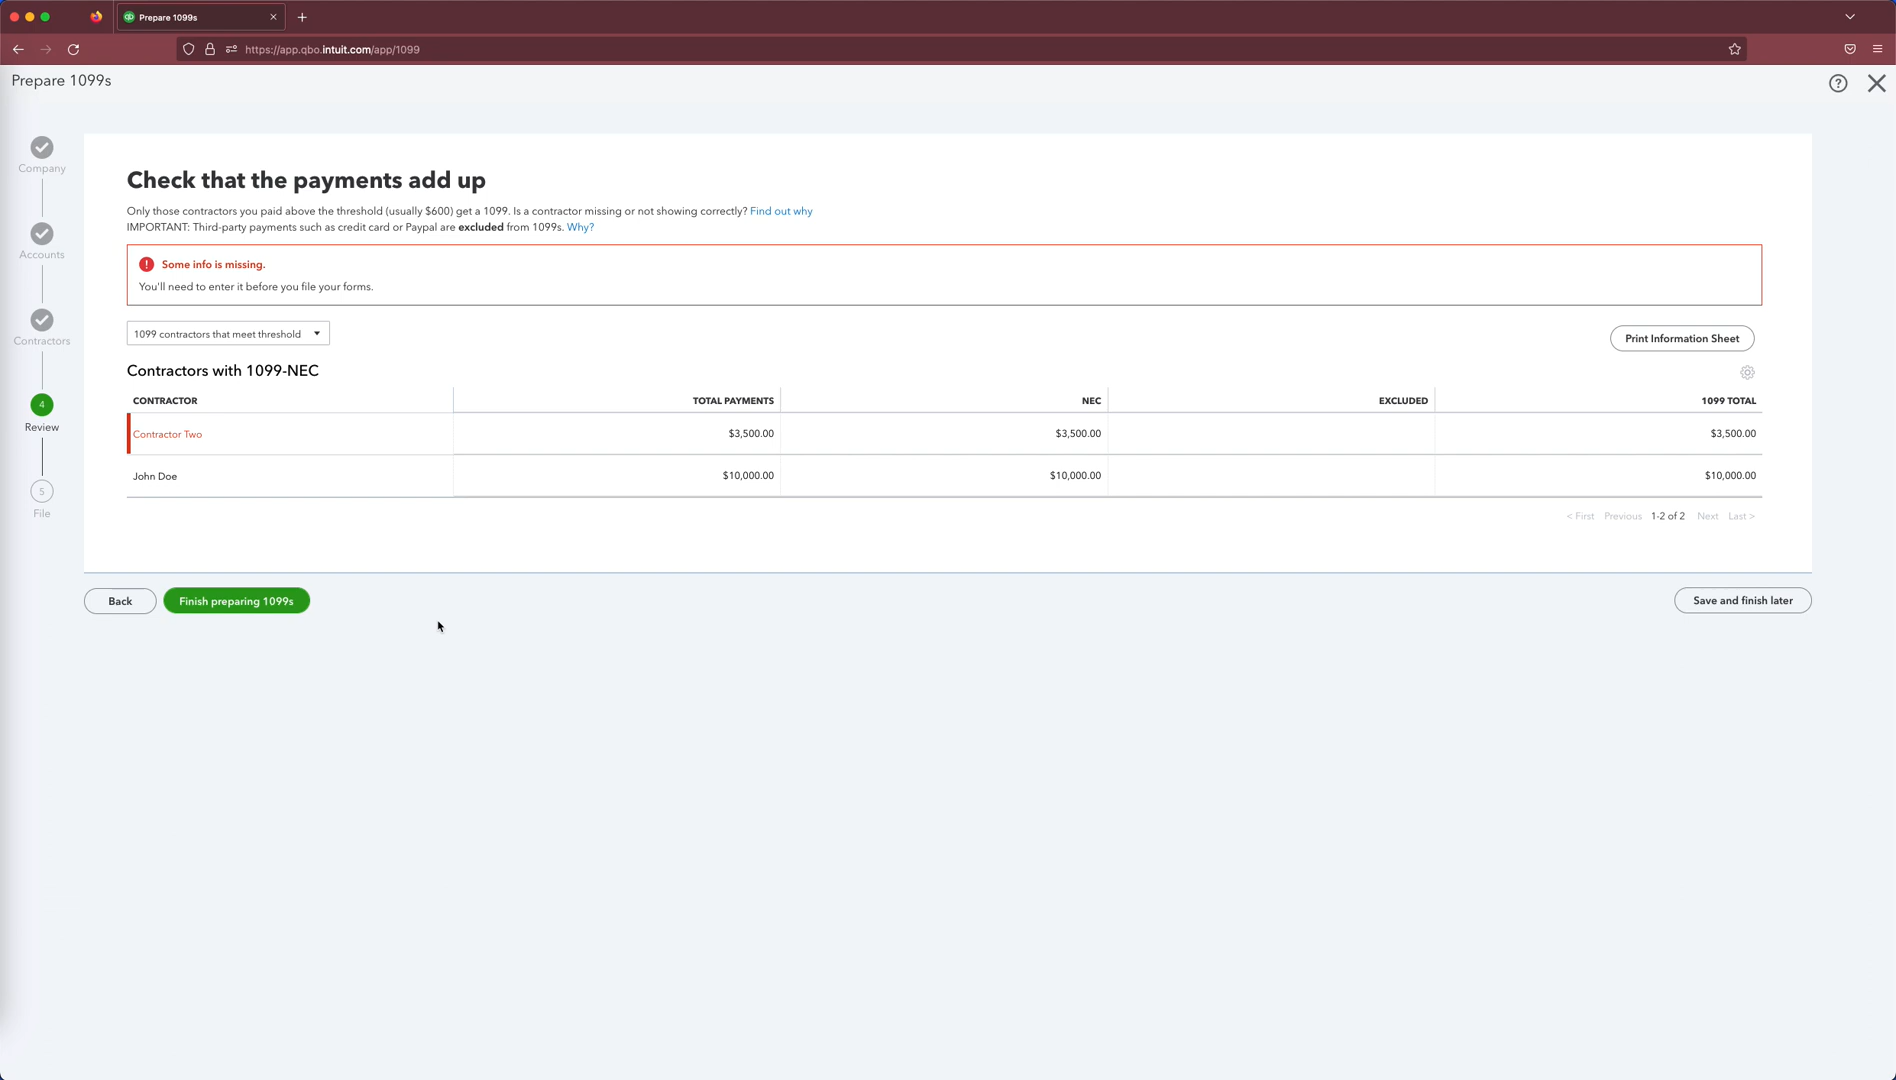 Prepare 1099s
https://app.qbo.intuit.com/app/1099
Prepare 1099s
Company
Accounts
Contractors
4
Review
5
File
Check that the payments add up
Only those contractors you paid above the threshold (usually $600) get a 1099. Is a contractor missing or not showing correctly? Find out why
IMPORTANT: Third-party payments such as credit card or Paypal are excluded from 1099s. Why?
Some info is missing.
You'll need to enter it before you file your forms.
1099 contractors that meet threshold
Print Information Sheet
Contractors with 1099-NEC
CONTRACTOR TOTAL PAYMENTS NEC EXCLUDED 1099 TOTAL
Contractor Two $3,500.00 $3,500.00 $3,500.00
John Doe $10,000.00 $10,000.00 $10,000.00
< First Previous 1-2 of 2 Next Last >
Back Finish preparing 1099s Save and finish later